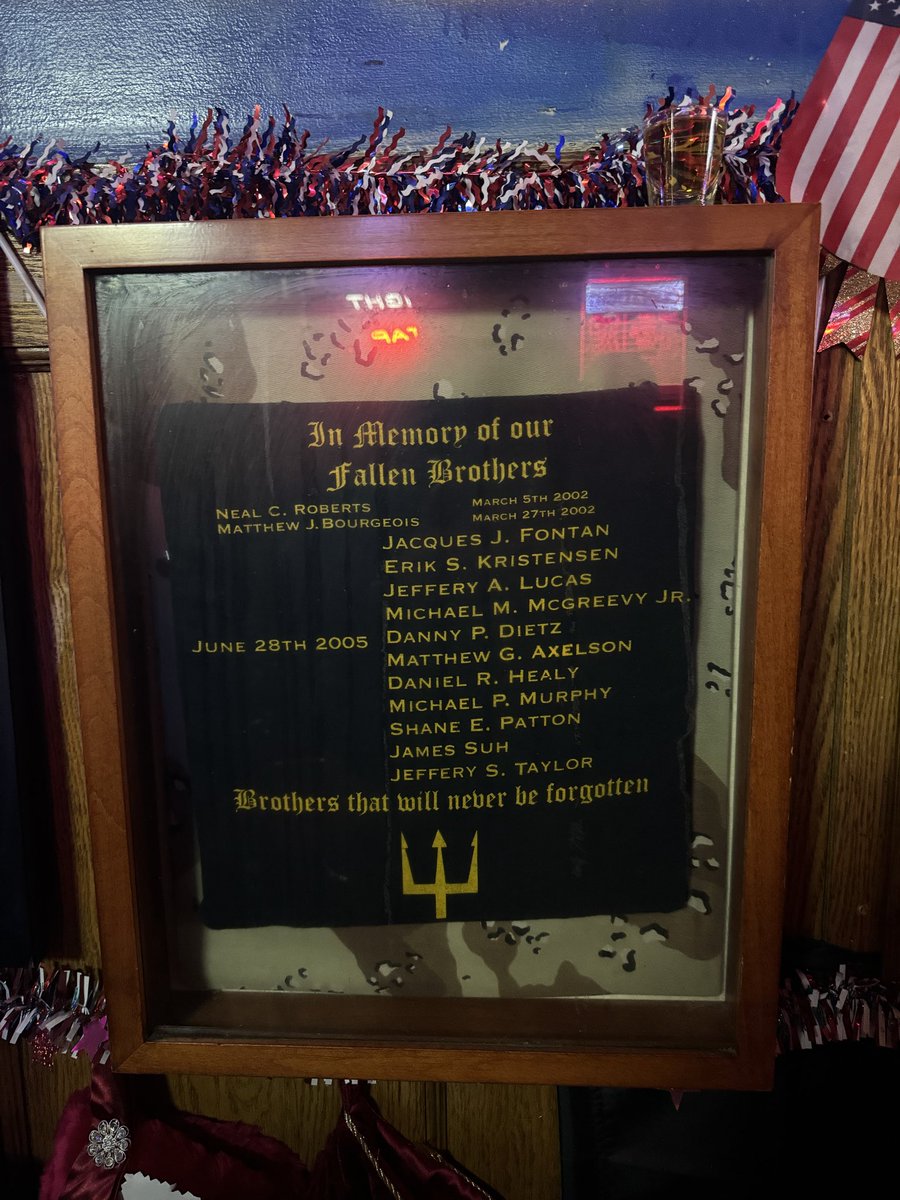 In Memory of our
Fallen Brothers
Neal C. Roberts March 5th 2002
Matthew J.Bourgeois March 27th 2002
Jacques J. Fontan
Erik S. Kristensen
Jeffery A. Lucas
Michael M. McGreevy Jr.
June 28th 2005 Danny P. Dietz
Matthew G. Axelson
Daniel R. Healy
Michael P. Murphy
Shane E. Patton
James Suh
Jeffery S. Taylor
Brothers that will never be forgotten